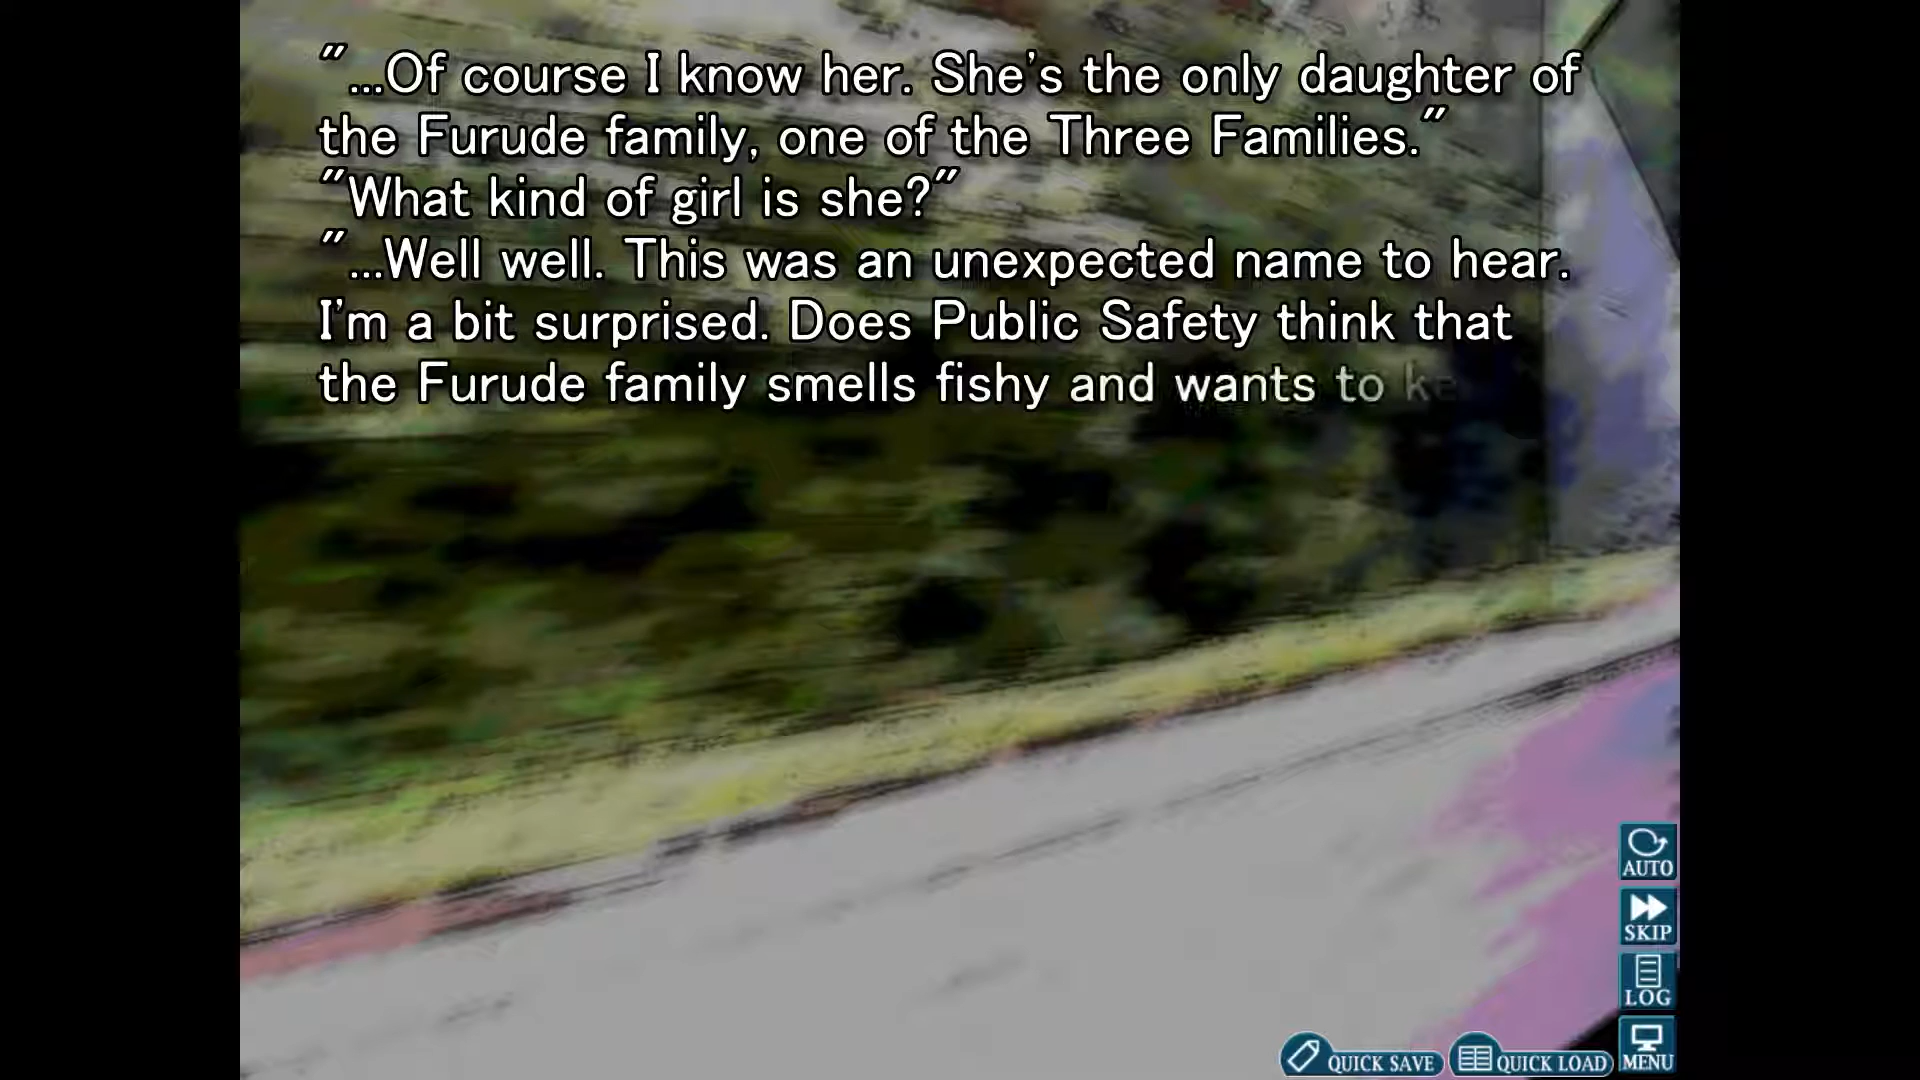 "...Of course I know her. She's the only daughter of
the Furude family, one of the Three Families."
"What kind of girl is she?"
"...Well well. This was an unexpected name to hear.
I'm a bit surprised. Does Public Safety think that
the Furude family smells fishy and wants to ke
AUTO
SKIP
LOG
MENU
QUICK SAVE
QUICK LOAD